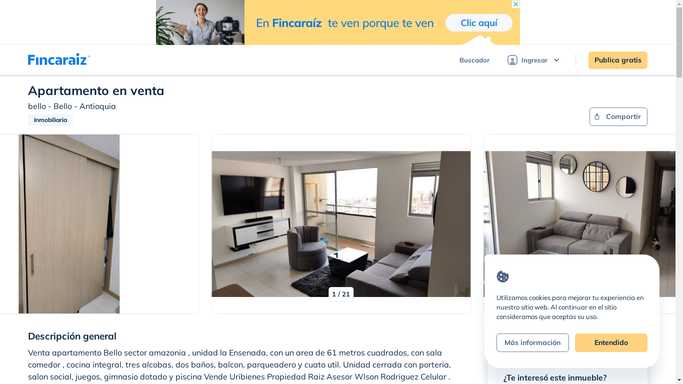 En Fincaraíz te ven porque te ven
Clic aquí
Fincaraiz
Buscador
Ingresar
Publica gratis
Apartamento en venta
bello - Bello - Antioquia
Inmobiliaria
Compartir
1 / 21
Utilizamos cookies para mejorar tu experiencia en
nuestro sitio web. Al continuar en el sitio
consideramos que aceptas su uso.
Más información
Entendido
Descripción general
Venta apartamento Bello sector amazonia , unidad la Ensenada, con un area de 61 metros cuadrados, con sala
comedor , cocina integral, tres alcobas, dos baños, balcon, parqueadero y cuato util. Unidad cerrada con porteria,
salon social, juegos, gimnasio dotado y piscina Vende Uribienes Propiedad Raiz Asesor Wlson Rodriguez Celular .
¿Te interesó este inmueble?